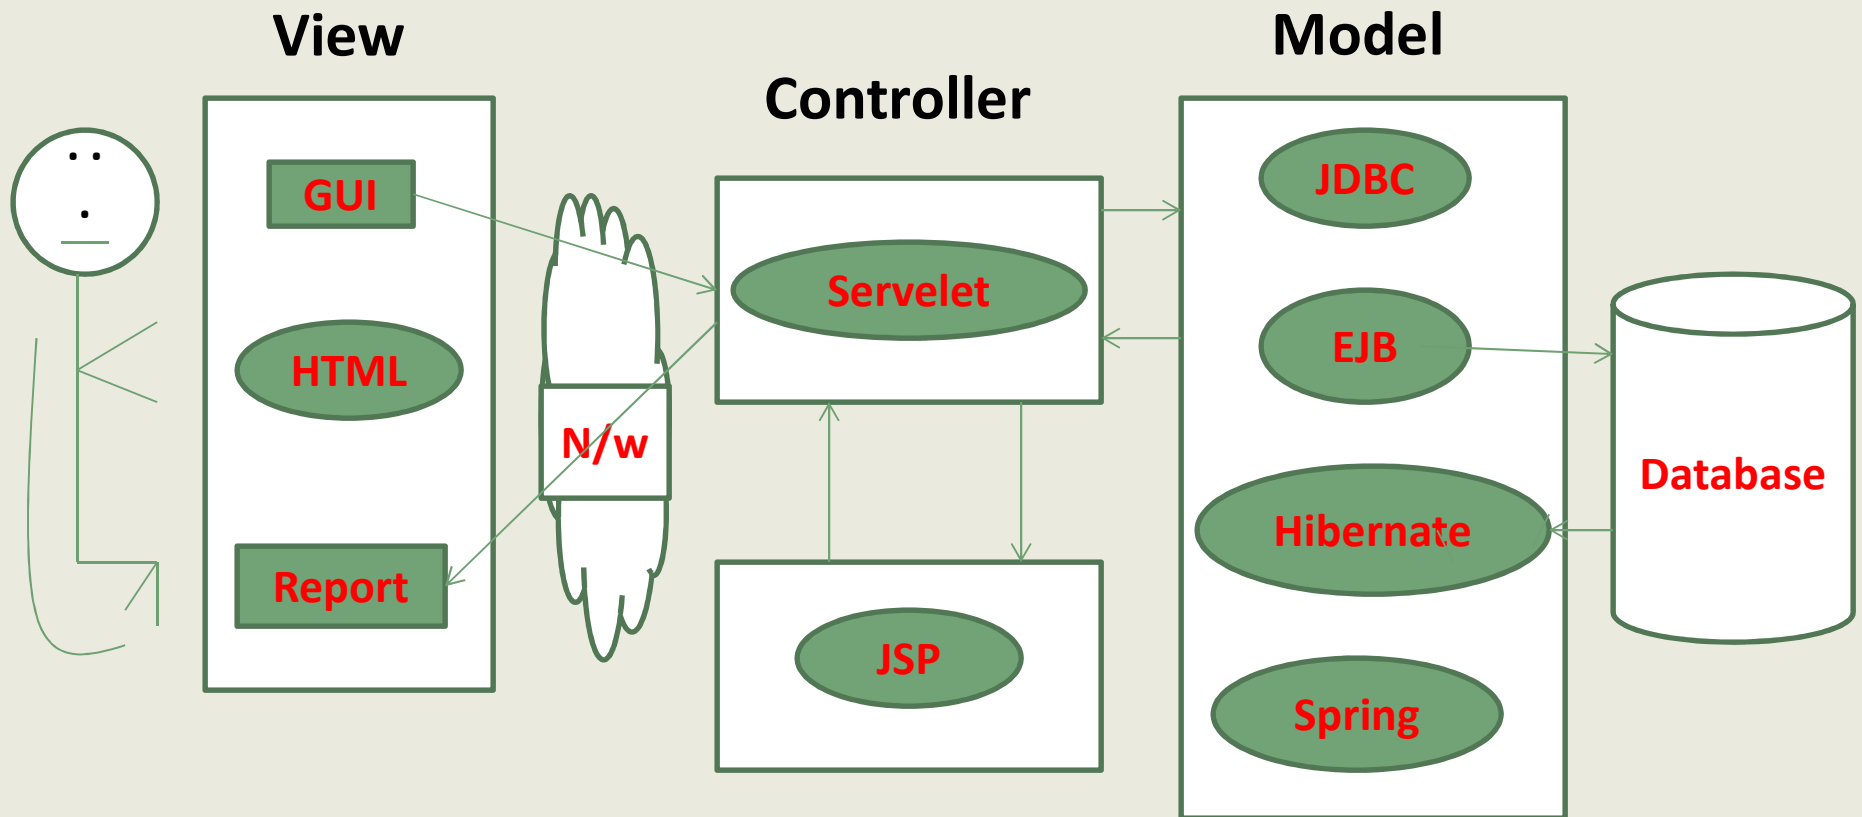 View
Controller
Model
GUI
HTML
Report
N/w
Servelet
JSP
JDBC
EJB
Hibernate
Spring
Database